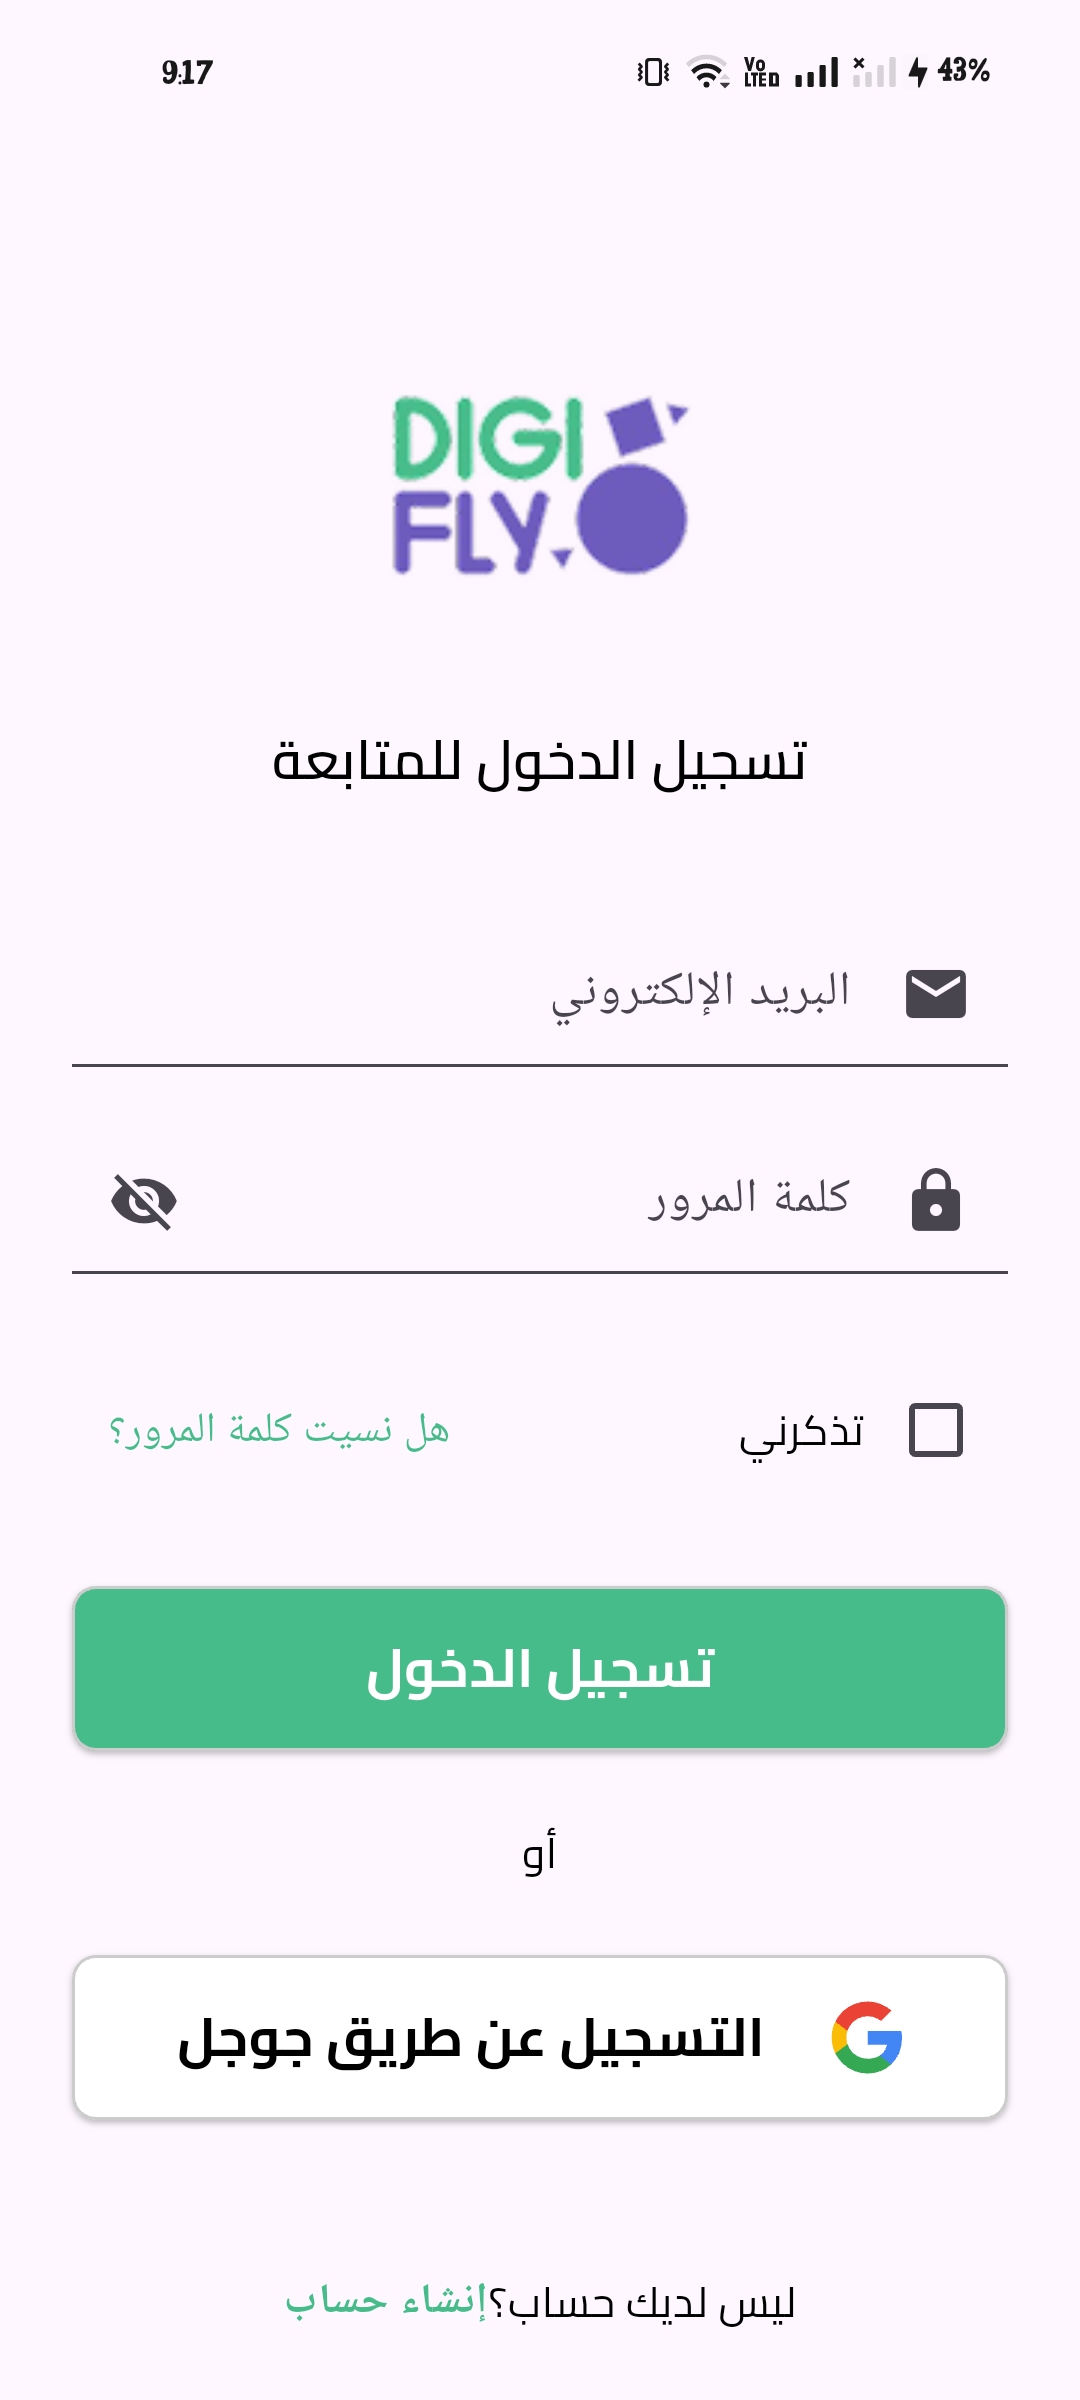 9:17
Vo LTED 43%
DIGI
FLY
تسجيل الدخول للمتابعة
البريد الإلكتروني
كلمة المرور
تذكرني هل نسيت كلمة المرور؟
تسجيل الدخول
أو
التسجيل عن طريق جوجل
ليس لديك حساب؟إنشاء حساب